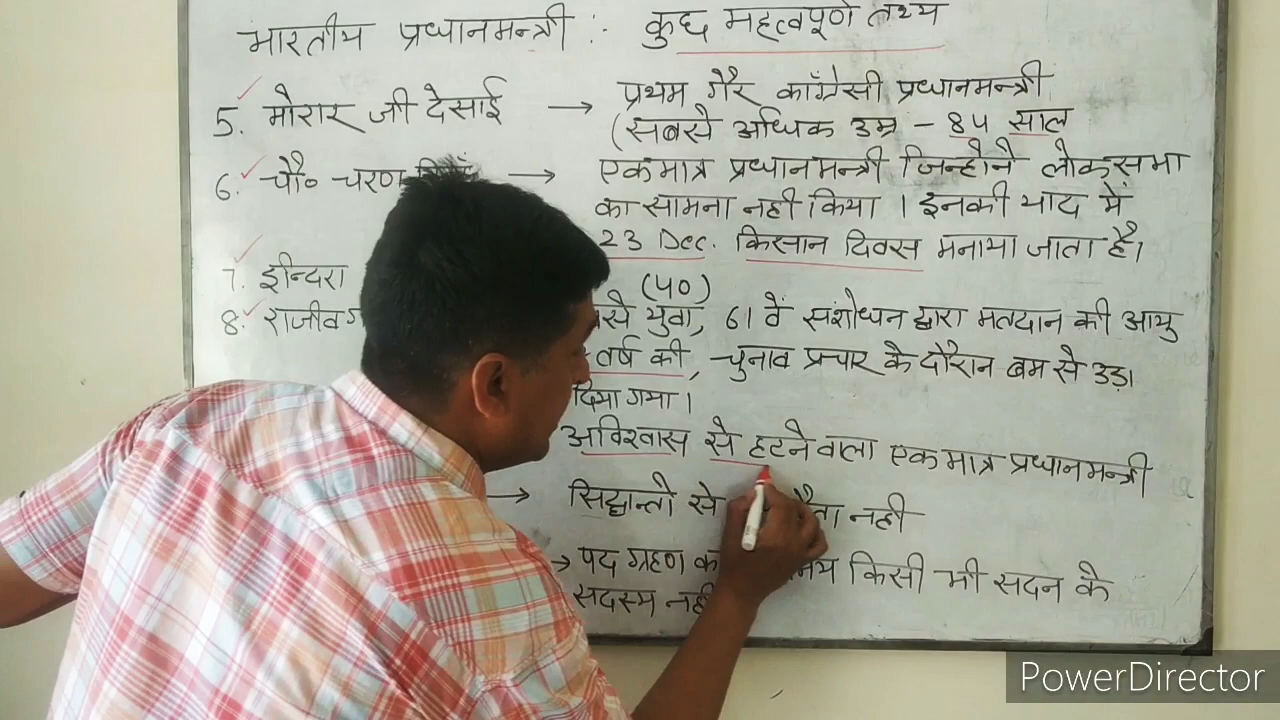 भारतीय प्रधानमन्त्री :- कुछ महत्वपूर्ण तथ्य
5. मोरार जी देसाई → प्रथम गैर काँग्रेसी प्रधानमन्त्री
(सबसे अधिक उम्र - 84 साल
6. चौ० चरण → एकमात्र प्रधानमन्त्री जिन्होनै लोकसभा
का सामना नही किया । इनकी याद में
23 Dec. किसान दिवस मनाया जाता है।
7. इन्दिरा
(40)
8. राजीव युवा, 61 वें संशोधन द्वारा मतदान की आयु
वर्ष की, चुनाव प्रचार के दौरान बम से उड़ा
दिया गया ।
अविश्वास से हटने वाला एकमात्र प्रधानमन्त्री
→ सिद्धान्तो से नही
→ पद ग्रहण किसी भी सदन के
सदस्य नही
PowerDirector